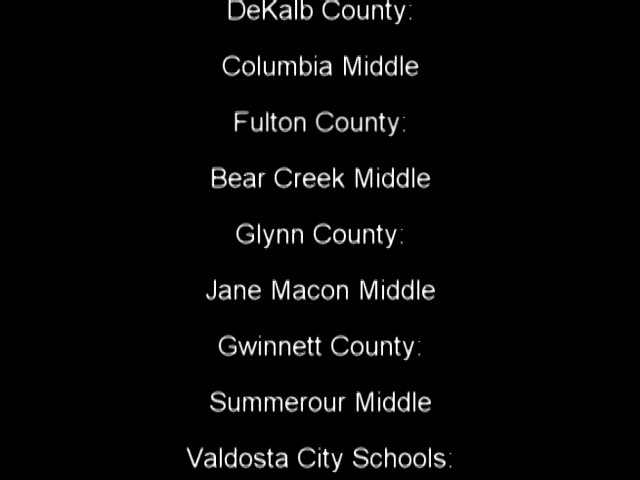 DeKalb County:
Columbia Middle
Fulton County:
Bear Creek Middle
Glynn County:
Jane Macon Middle
Gwinnett County:
Summerour Middle
Valdosta City Schools: